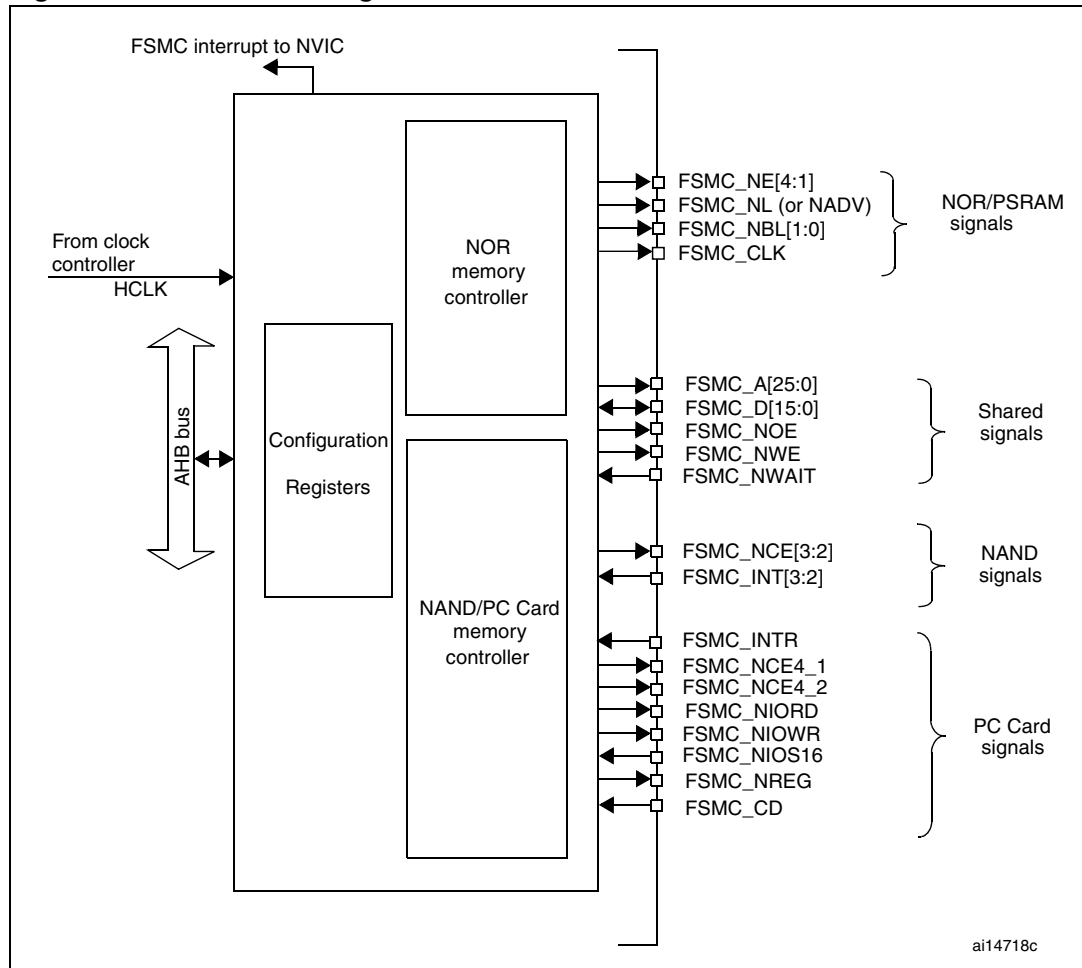 FSMC interrupt to NVIC
From clock
controller
HCLK
AHB bus
Configuration
Registers
NOR
memory
controller
NAND/PC Card
memory
controller
FSMC_NE[4:1]
FSMC_NL (or NADV)
FSMC_NBL[1:0]
FSMC_CLK
NOR/PSRAM
signals
FSMC_A[25:0]
FSMC_D[15:0]
FSMC_NOE
FSMC_NWE
FSMC_NWAIT
Shared
signals
FSMC_NCE[3:2]
FSMC_INT[3:2]
NAND
signals
FSMC_INTR
FSMC_NCE4_1
FSMC_NCE4_2
FSMC_NIORD
FSMC_NIOWR
FSMC_NIOS16
FSMC_NREG
FSMC_CD
PC Card
signals
ai14718c